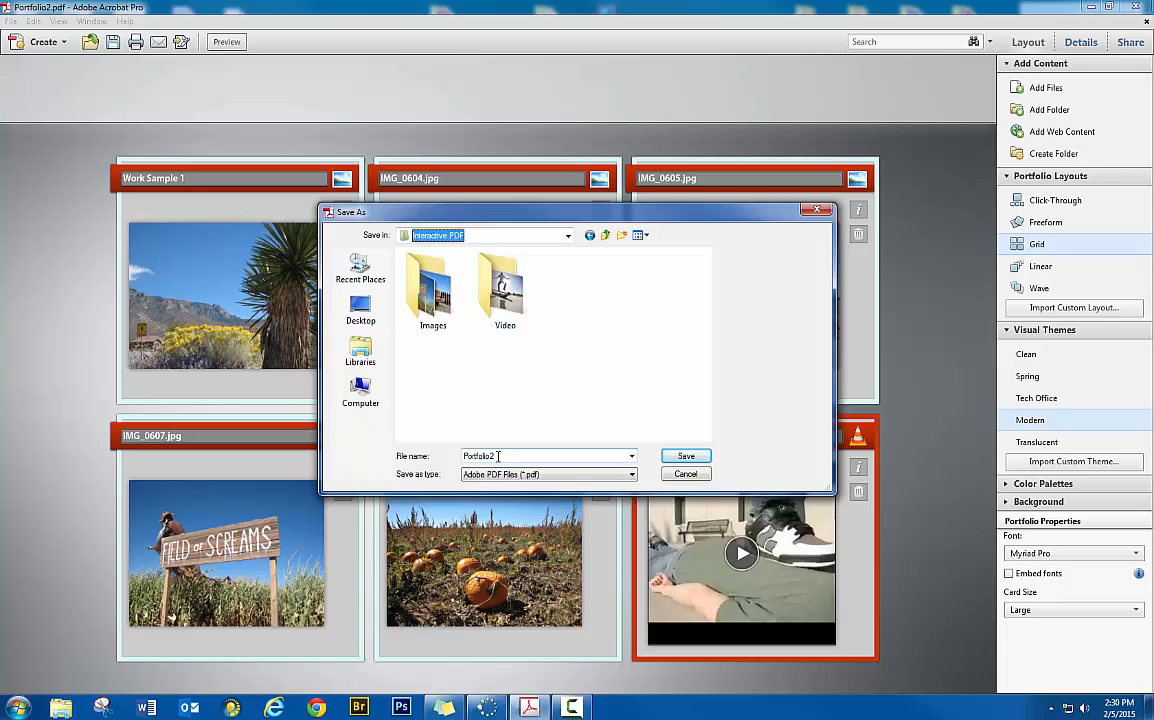 Portfolio2.pdf - Adobe Acrobat Pro
File Edit View Window Help
Create Preview Search Layout Details Share
Add Content
Add Files
Add Folder
Add Web Content
Create Folder
Portfolio Layouts
Click-Through
Freeform
Grid
Linear
Wave
Import Custom Layout...
Visual Themes
Clean
Spring
Tech Office
Modern
Translucent
Import Custom Theme...
Color Palettes
Background
Portfolio Properties
Font:
Myriad Pro
Embed fonts
Card Size
Large
Work Sample 1
IMG_0604.jpg
IMG_0605.jpg
Save As
Save in: Interactive PDF
Recent Places
Desktop
Libraries
Computer
Images
Video
File name: Portfolio2
Save
Save as type: Adobe PDF Files (*.pdf)
Cancel
IMG_0607.jpg
FIELD OF SCREAMS
W
Br
Ps
2:30 PM
2/5/2015